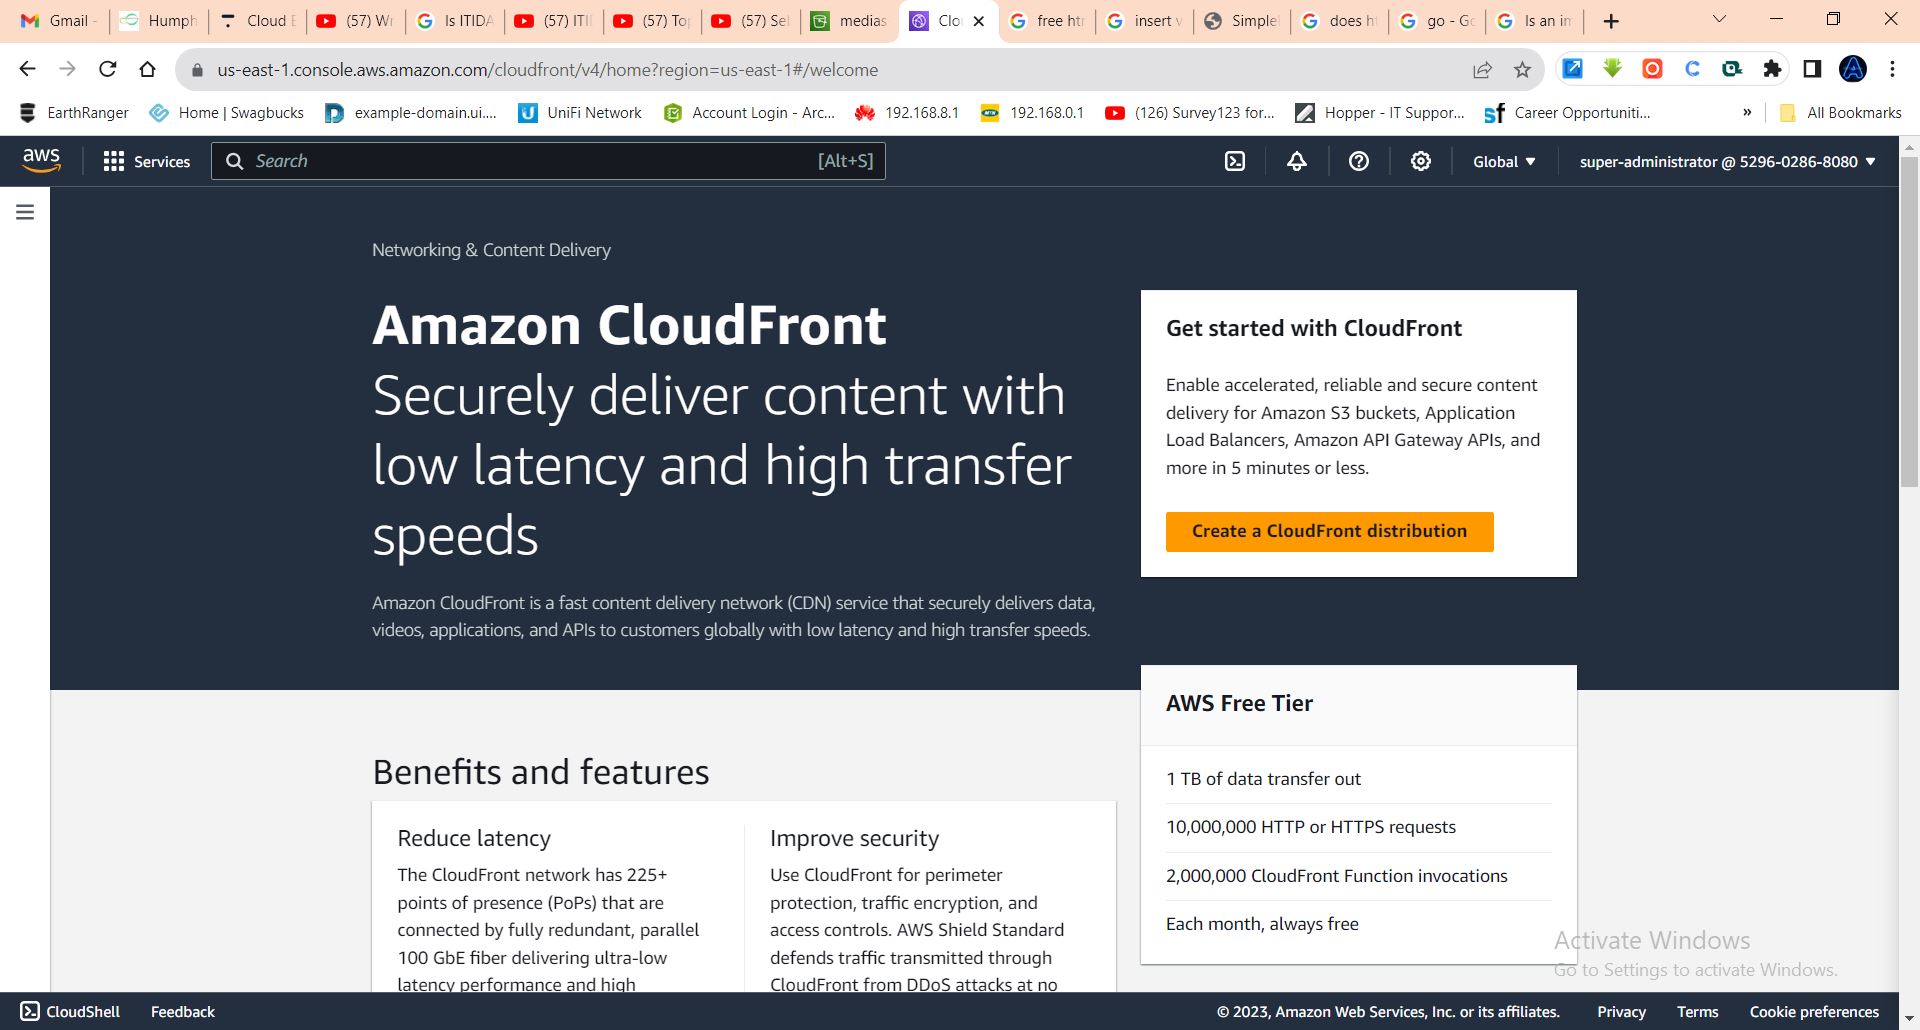 Gmail -
Humph
Cloud E
(57) Wr
Is ITIDA
(57) ITI
(57) To
(57) Se
medias
Clo
free htr
insert v
Simple
does h
go - G
Is an in
us-east-1.console.aws.amazon.com/cloudfront/v4/home?region=us-east-1#/welcome
EarthRanger
Home | Swagbucks
example-domain.ui....
UniFi Network
Account Login - Arc...
192.168.8.1
192.168.0.1
(126) Survey123 for...
Hopper - IT Suppor...
Career Opportuniti...
»
All Bookmarks
aws
Services
Search
[Alt+S]
Global
super-administrator @ 5296-0286-8080
Networking & Content Delivery
Amazon CloudFront
Securely deliver content with
low latency and high transfer
speeds
Amazon CloudFront is a fast content delivery network (CDN) service that securely delivers data,
videos, applications, and APIs to customers globally with low latency and high transfer speeds.
Get started with CloudFront
Enable accelerated, reliable and secure content
delivery for Amazon S3 buckets, Application
Load Balancers, Amazon API Gateway APIs, and
more in 5 minutes or less.
Create a CloudFront distribution
AWS Free Tier
1 TB of data transfer out
10,000,000 HTTP or HTTPS requests
2,000,000 CloudFront Function invocations
Each month, always free
Benefits and features
Reduce latency
The CloudFront network has 225+
points of presence (PoPs) that are
connected by fully redundant, parallel
100 GbE fiber delivering ultra-low
latency performance and high
Improve security
Use CloudFront for perimeter
protection, traffic encryption, and
access controls. AWS Shield Standard
defends traffic transmitted through
CloudFront from DDoS attacks at no
Activate Windows
Go to Settings to activate Windows.
CloudShell
Feedback
© 2023, Amazon Web Services, Inc. or its affiliates.
Privacy
Terms
Cookie preferences